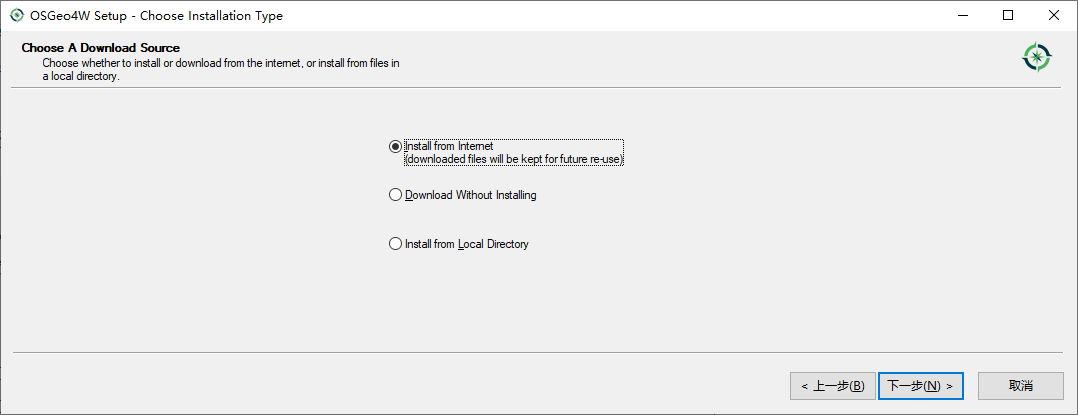 OSGeo4W Setup - Choose Installation Type
Choose A Download Source
Choose whether to install or download from the internet, or install from files in
a local directory.
Install from Internet
(downloaded files will be kept for future re-use)
Download Without Installing
Install from Local Directory
< 上一步(B)
下一步(N) >
取消